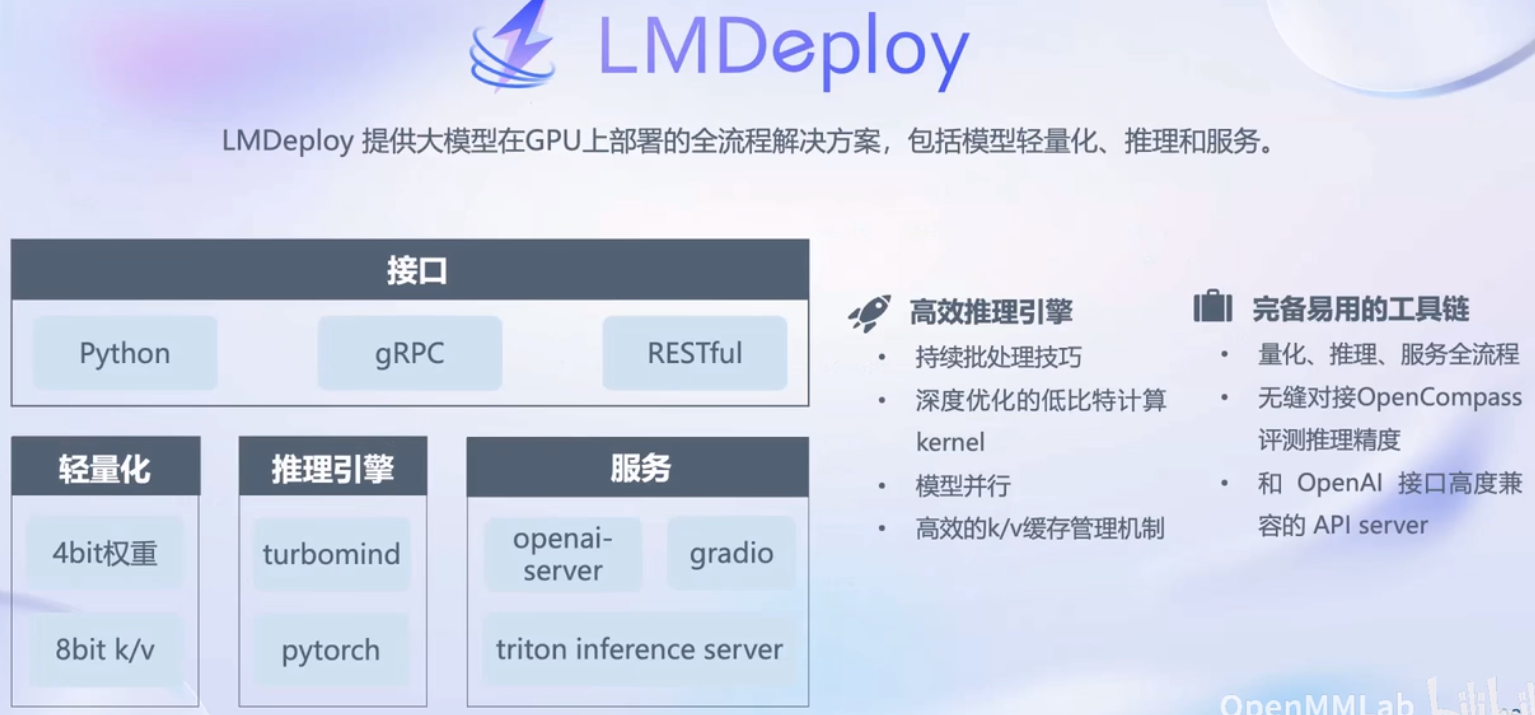 LMDeploy
LMDeploy 提供大模型在GPU上部署的全流程解决方案，包括模型轻量化、推理和服务。
接口
Python
gRPC
RESTful
轻量化
4bit权重
8bit k/v
推理引擎
turbomind
pytorch
服务
openai-
server
gradio
triton inference server
高效推理引擎
• 持续批处理技巧
• 深度优化的低比特计算
kernel
• 模型并行
• 高效的k/v缓存管理机制
完备易用的工具链
• 量化、推理、服务全流程
• 无缝对接OpenCompass
评测推理精度
• 和 OpenAI 接口高度兼
容的 API server
OpenMMLab